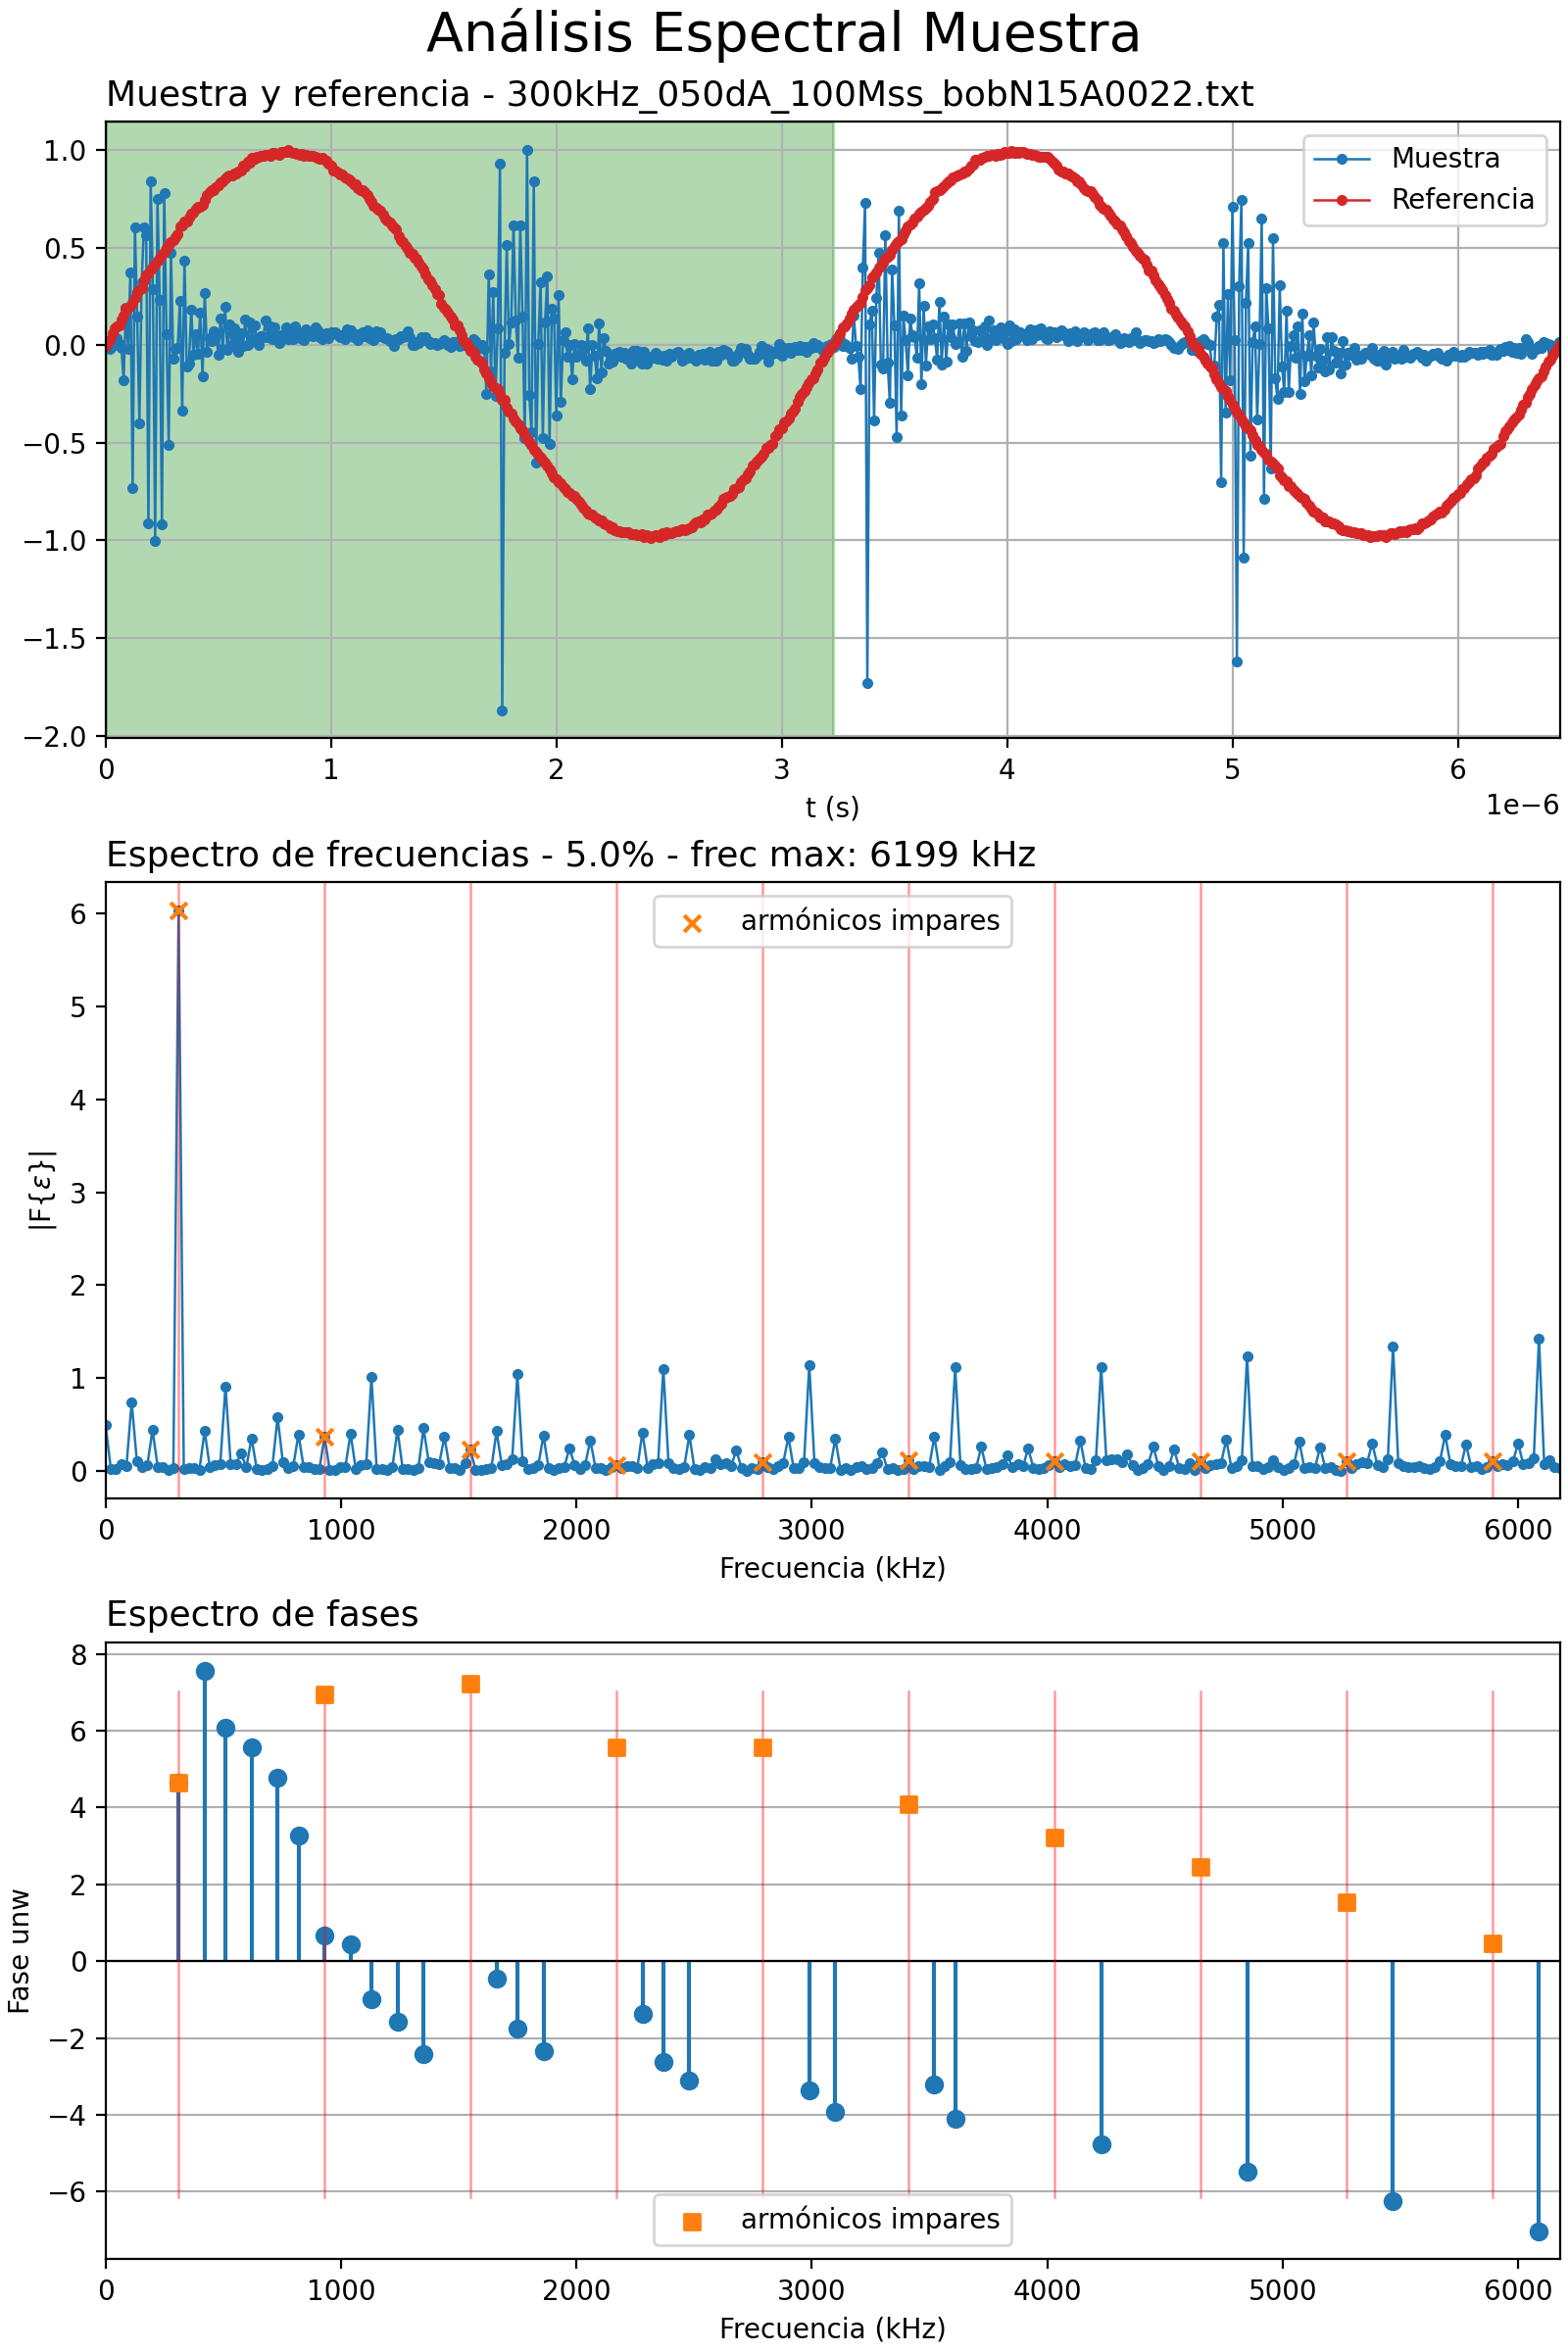 Análisis Espectral Muestra
Muestra y referencia - 300kHz_050dA_100Mss_bobN15A0022.txt
1.0
0.5
0.0
−0.5
−1.0
−1.5
−2.0
Muestra
Referencia
0 1 2 3 4 5 6
t (s)
1e−6
Espectro de frecuencias - 5.0% - frec max: 6199 kHz
6
5
4
3
2
1
0
|F{ε}|
armónicos impares
0 1000 2000 3000 4000 5000 6000
Frecuencia (kHz)
Espectro de fases
8
6
4
2
0
−2
−4
−6
Fase unw
armónicos impares
0 1000 2000 3000 4000 5000 6000
Frecuencia (kHz)